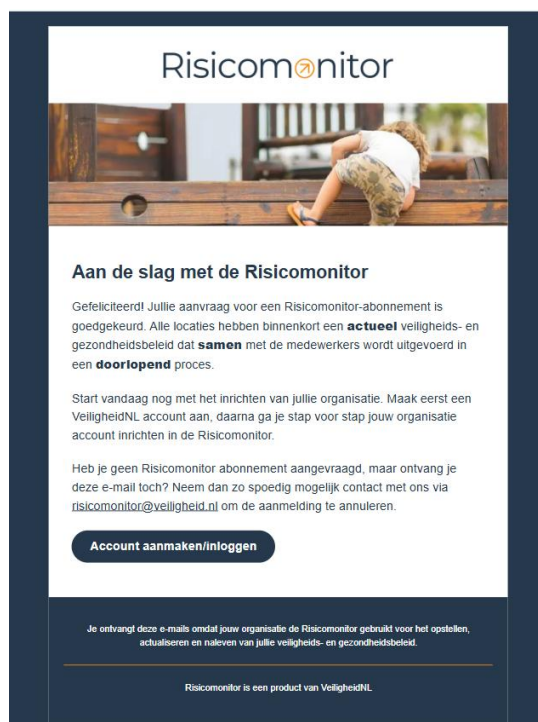 Risicomonitor
Aan de slag met de Risicomonitor
Gefeliciteerd! Jullie aanvraag voor een Risicomonitor-abonnement is
goedgekeurd. Alle locaties hebben binnenkort een actueel veiligheids- en
gezondheidsbeleid dat samen met de medewerkers wordt uitgevoerd in
een doorlopend proces.
Start vandaag nog met het inrichten van jullie organisatie. Maak eerst een
VeiligheidNL account aan, daarna ga je stap voor stap jouw organisatie
account inrichten in de Risicomonitor.
Heb je geen Risicomonitor abonnement aangevraagd, maar ontvang je
deze e-mail toch? Neem dan zo spoedig mogelijk contact met ons via
risicomonitor@veiligheid.nl om de aanmelding te annuleren.
Account aanmaken/inloggen
Je ontvangt deze e-mails omdat jouw organisatie de Risicomonitor gebruikt voor het opstellen,
actualiseren en naleven van jullie veiligheids- en gezondheidsbeleid.
Risicomonitor is een product van VeiligheidNL